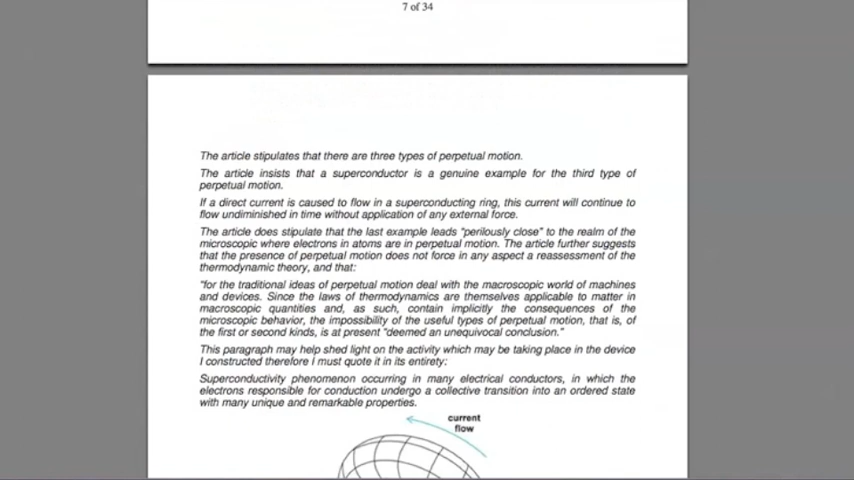 7 of 34
The article stipulates that there are three types of perpetual motion.
The article insists that a superconductor is a genuine example for the third type of
perpetual motion.
If a direct current is caused to flow in a superconducting ring, this current will continue to
flow undiminished in time without application of any external force.
The article does stipulate that the last example leads "perilously close" to the realm of the
microscopic where electrons in atoms are in perpetual motion. The article further suggests
that the presence of perpetual motion does not force in any aspect a reassessment of the
thermodynamic theory, and that:
"for the traditional ideas of perpetual motion deal with the macroscopic world of machines
and devices. Since the laws of thermodynamics are themselves applicable to matter in
macroscopic quantities and, as such, contain implicitly the consequences of the
microscopic behavior, the impossibility of the useful types of perpetual motion, that is, of
the first or second kinds, is at present "deemed an unequivocal conclusion."
This paragraph may help shed light on the activity which may be taking place in the device
I constructed therefore I must quote it in its entirety:
Superconductivity phenomenon occurring in many electrical conductors, in which the
electrons responsible for conduction undergo a collective transition into an ordered state
with many unique and remarkable properties.
current
flow